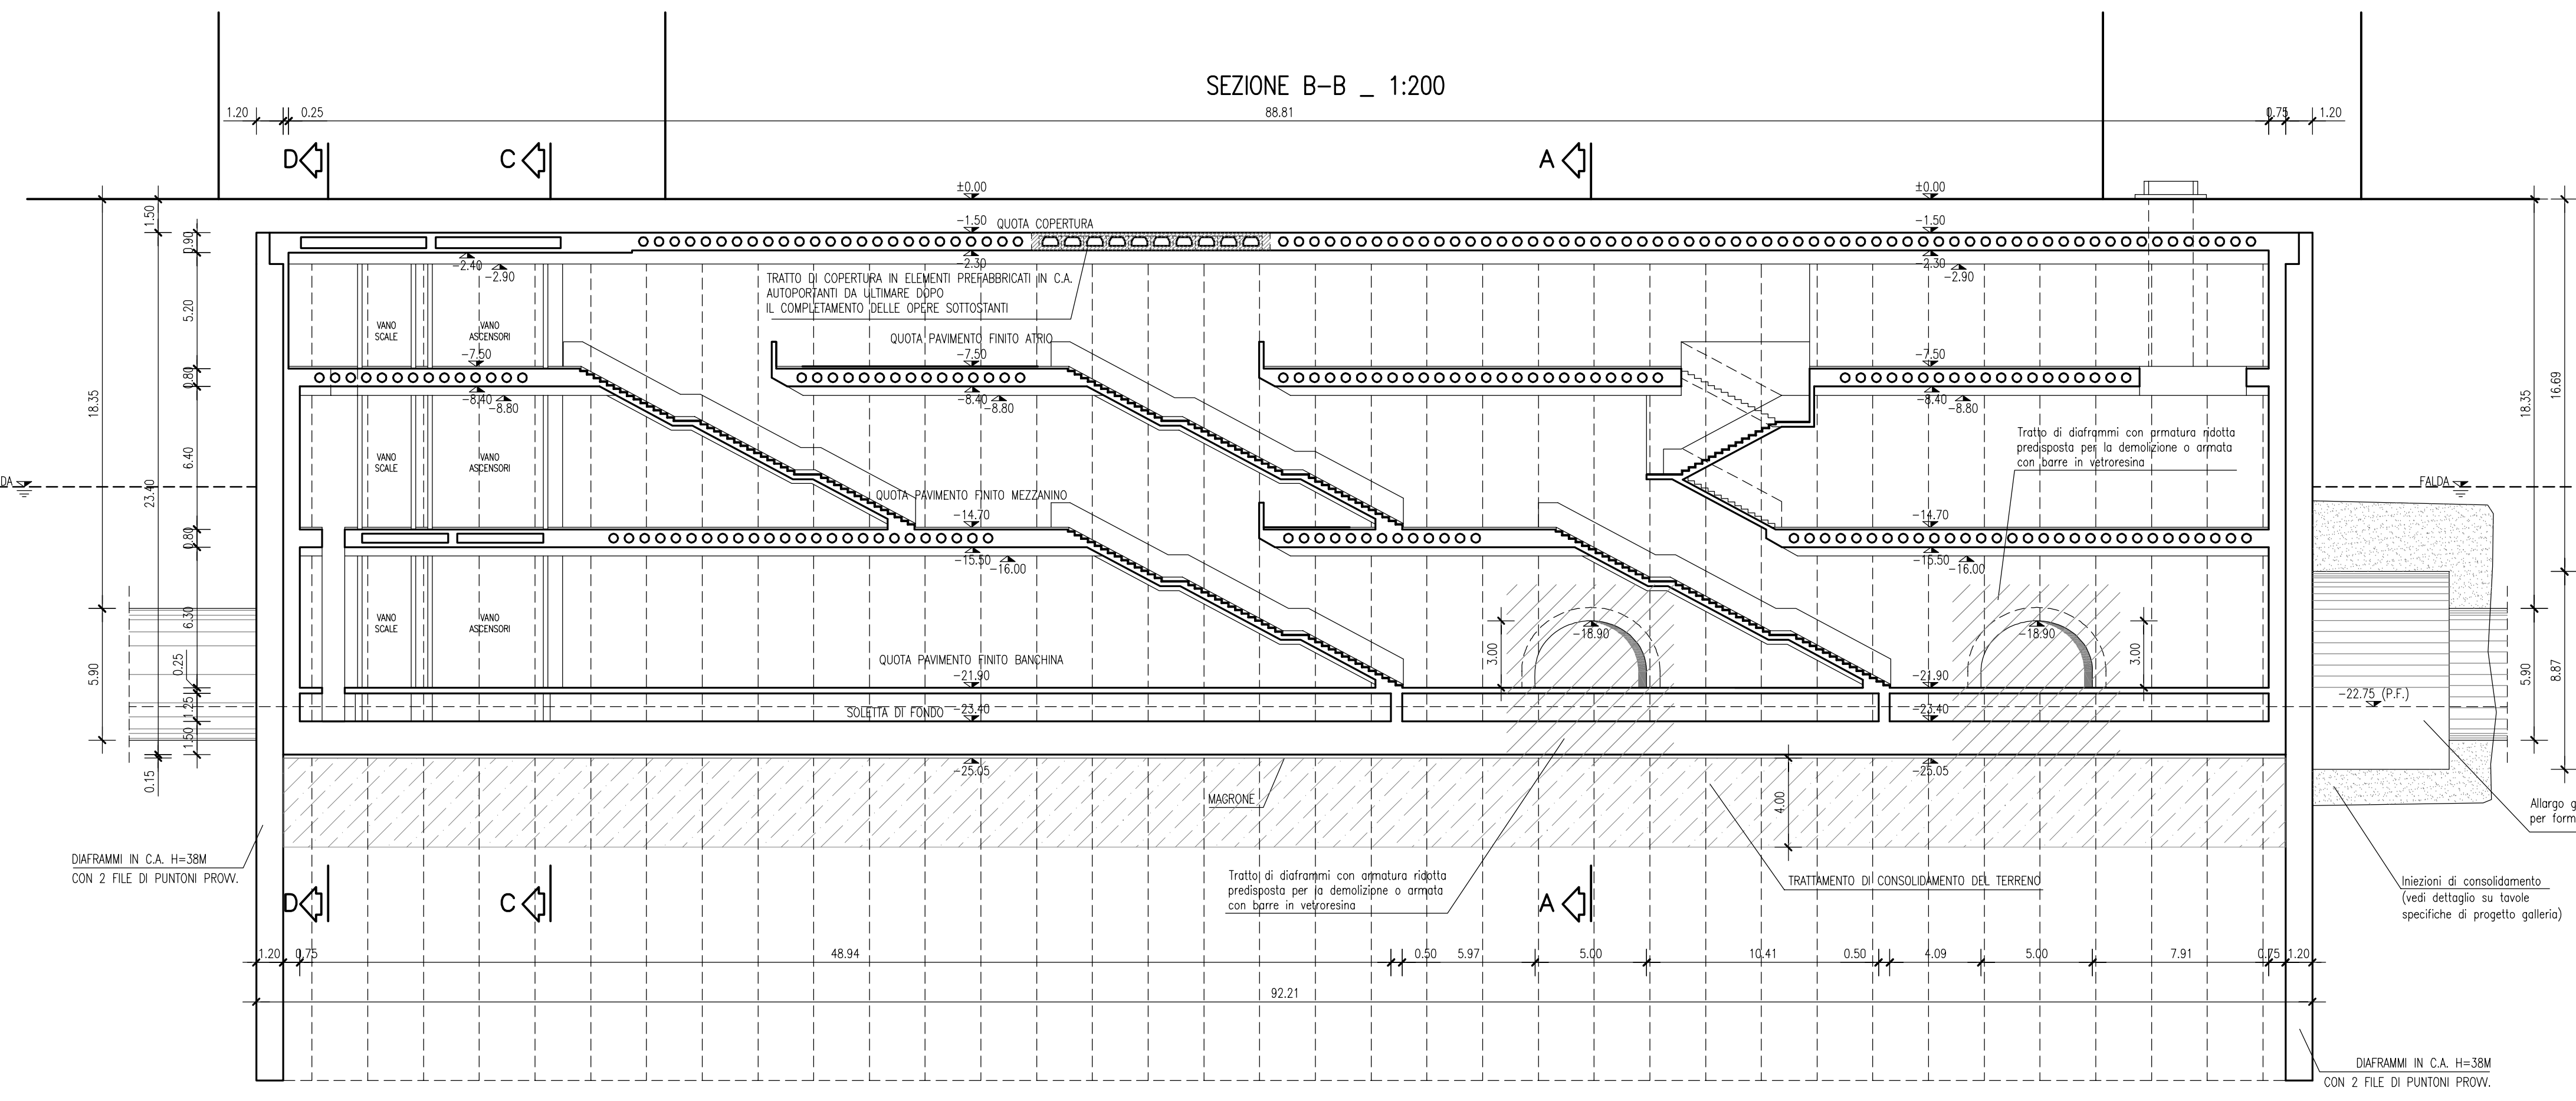 SEZIONE B-B _ 1:200
1.20
0.25
88.81
0.75
1.20
D
C
A
±0.00
±0.00
1.50
-1.50
QUOTA COPERTURA
-1.50
0.90
-2.40
-2.90
-2.30
-2.30
-2.90
TRATTO DI COPERTURA IN ELEMENTI PREFABBRICATI IN C.A.
AUTOPORTANTI DA ULTIMARE DOPO
IL COMPLETAMENTO DELLE OPERE SOTTOSTANTI
5.20
VANO
SCALE
VANO
ASCENSORI
QUOTA PAVIMENTO FINITO ATRIO
-7.50
-7.50
-7.50
0.80
-8.40
-8.80
-8.40
-8.80
-8.40
-8.80
18.35
18.35
16.69
Tratto di diaframmi con armatura ridotta
predisposta per la demolizione o armata
con barre in vetroresina
6.40
VANO
SCALE
VANO
ASCENSORI
DA
23.40
FALDA
QUOTA PAVIMENTO FINITO MEZZANINO
-14.70
-14.70
0.80
-15.50
-16.00
-15.50
-16.00
6.30
VANO
SCALE
VANO
ASCENSORI
-18.90
-18.90
3.00
3.00
0.25
5.90
5.90
8.87
QUOTA PAVIMENTO FINITO BANCHINA
-21.90
-21.90
-22.75 (P.F.)
1.25
SOLETTA DI FONDO
-23.40
-23.40
1.50
0.15
-25.05
-25.05
MAGRONE
4.00
Allargo g
per form
DIAFRAMMI IN C.A. H=38M
CON 2 FILE DI PUNTONI PROVV.
D
C
A
Tratto di diaframmi con armatura ridotta
predisposta per la demolizione o armata
con barre in vetroresina
TRATTAMENTO DI CONSOLIDAMENTO DEL TERRENO
Iniezioni di consolidamento
(vedi dettaglio su tavole
specifiche di progetto galleria)
1.20
0.75
48.94
0.50
5.97
5.00
10.41
0.50
4.09
5.00
7.91
0.75
1.20
92.21
DIAFRAMMI IN C.A. H=38M
CON 2 FILE DI PUNTONI PROVV.